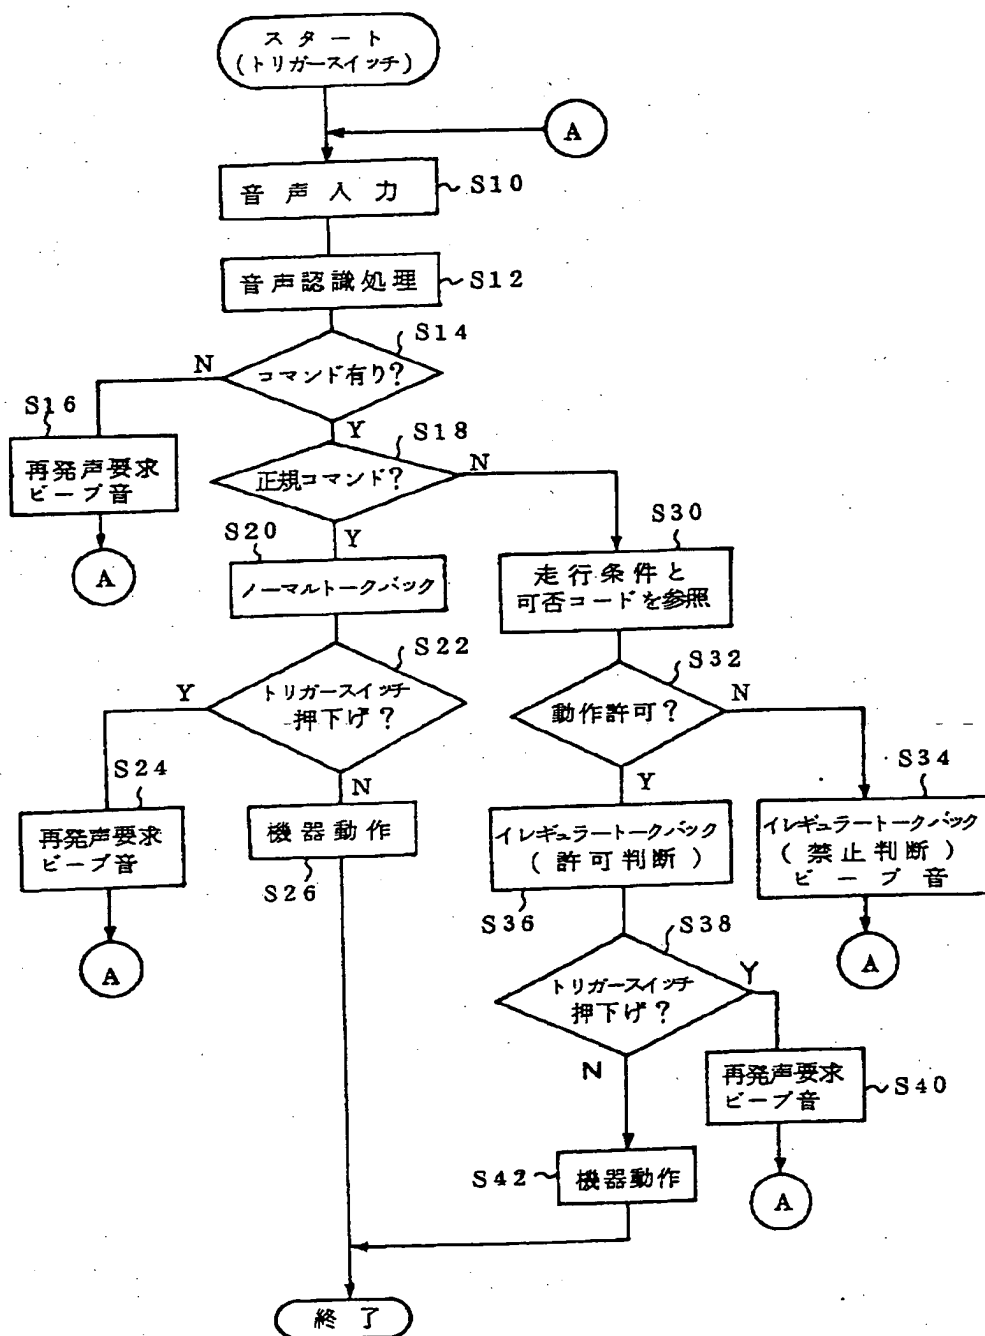 スタート
(トリガースイッチ)
A
音声入力
S10
音声認識処理
S12
S14
コマンド有り?
N
Y
S16
再発声要求
ビープ音
A
S18
正規コマンド?
N
Y
S20
ノーマルトークバック
S30
走行条件と
可否コードを参照
S22
トリガースイッチ
押下げ?
Y
N
S32
動作許可?
N
Y
S24
再発声要求
ビープ音
A
機器動作
S26
S34
イレギュラートークバック
(禁止判断)
ビープ音
A
イレギュラートークバック
(許可判断)
S36
S38
トリガースイッチ
押下げ?
Y
N
再発声要求
ビープ音
S40
A
S42
機器動作
終了